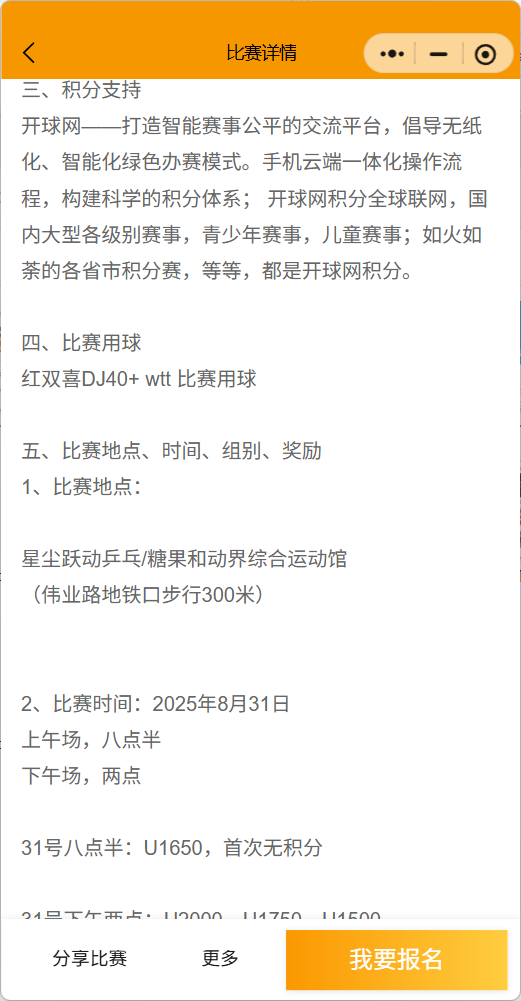 比赛详情
三、积分支持
开球网——打造智能赛事公平的交流平台，倡导无纸
化、智能化绿色办赛模式。手机云端一体化操作流
程，构建科学的积分体系； 开球网积分全球联网，国
内大型各级别赛事，青少年赛事，儿童赛事；如火如
荼的各省市积分赛，等等，都是开球网积分。
四、比赛用球
红双喜DJ40+ wtt 比赛用球
五、比赛地点、时间、组别、奖励
1、比赛地点：
星尘跃动乒乓/糖果和动界综合运动馆
（伟业路地铁口步行300米）
2、比赛时间：2025年8月31日
上午场，八点半
下午场，两点
31号八点半：U1650，首次无积分
31号下午两点：U2000，U1750，U1500
分享比赛
更多
我要报名